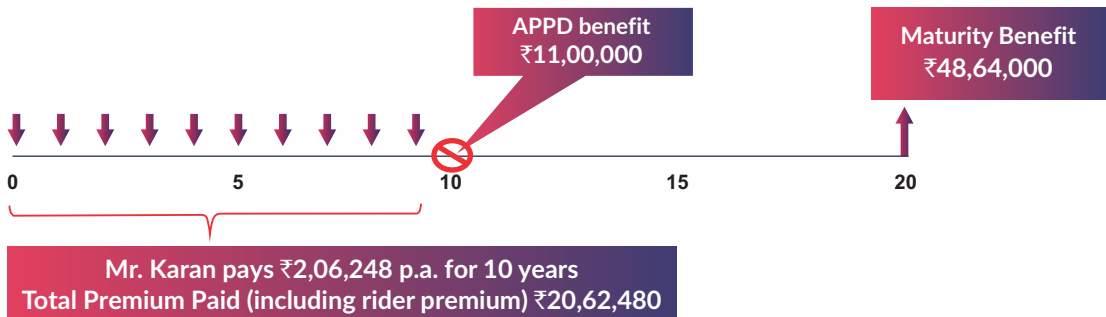 APPD benefit
₹11,00,000
Maturity Benefit
₹48,64,000
0 5 10 15 20
Mr. Karan pays ₹2,06,248 p.a. for 10 years
Total Premium Paid (including rider premium) ₹20,62,480